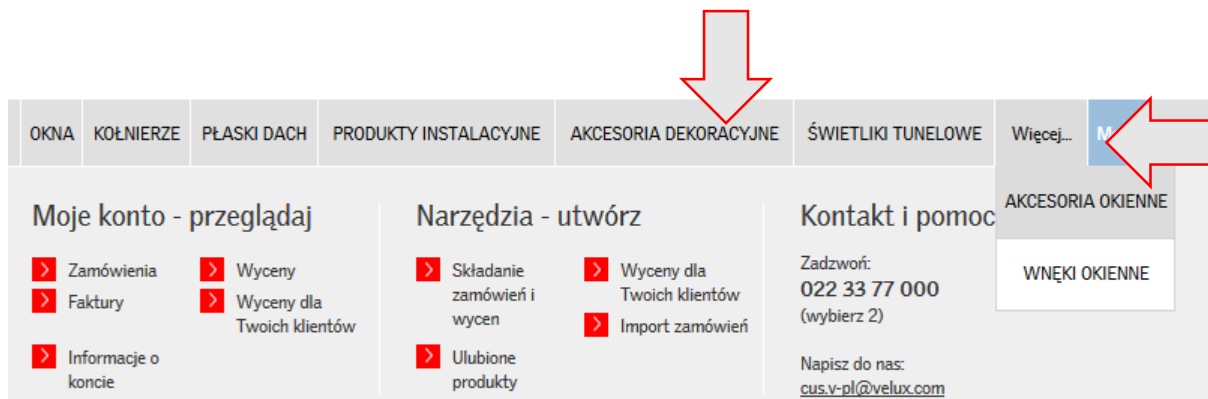 OKNA KOŁNIERZE PŁASKI DACH PRODUKTY INSTALACYJNE AKCESORIA DEKORACYJNE ŚWIETLIKI TUNELOWE Więcej...
AKCESORIA OKIENNE
WNĘKI OKIENNE
Moje konto - przeglądaj
Zamówienia
Faktury
Informacje o
koncie
Wyceny
Wyceny dla
Twoich klientów
Narzędzia - utwórz
Składanie
zamówień i
wycen
Ulubione
produkty
Wyceny dla
Twoich klientów
Import zamówień
Kontakt i pomoc
Zadzwoń:
022 33 77 000
(wybierz 2)
Napisz do nas:
cus.v-pl@velux.com